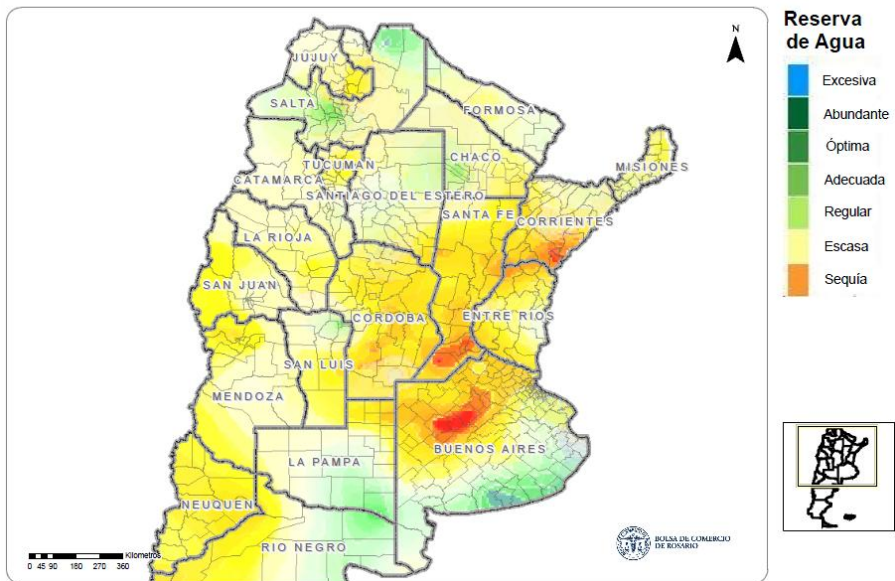 Reserva
de Agua
Excesiva
Abundante
Óptima
Adecuada
Regular
Escasa
Sequía
N
JUJUY
SALTA
FORMOSA
CHACO
TUCUMAN
MISIONES
CATAMARCA
SANTIAGO DEL ESTERO
SANTA FE
CORRIENTES
LA RIOJA
SAN JUAN
CORDOBA
ENTRE RIOS
SAN LUIS
MENDOZA
BUENOS AIRES
LA PAMPA
NEUQUEN
RIO NEGRO
Kilometros
0 45 90 180 270 360
BOLSA DE COMERCIO
DE ROSARIO